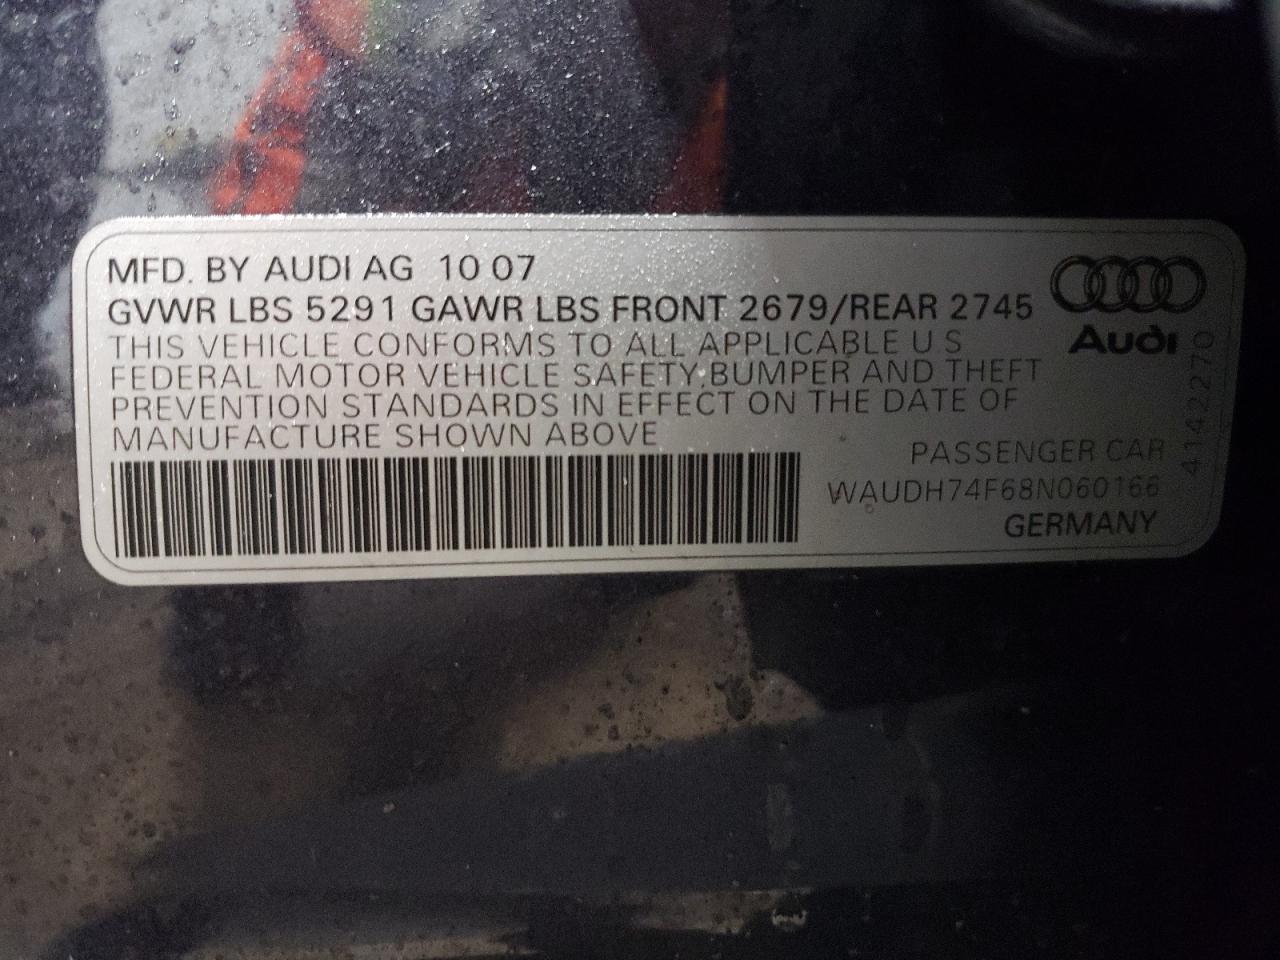 MFD. BY AUDI AG 10 07
GVWR LBS 5291 GAWR LBS FRONT 2679/REAR 2745
THIS VEHICLE CONFORMS TO ALL APPLICABLE U S
FEDERAL MOTOR VEHICLE SAFETY,BUMPER AND THEFT
PREVENTION STANDARDS IN EFFECT ON THE DATE OF
MANUFACTURE SHOWN ABOVE
Audi
PASSENGER CAR
WAUDH74F68N060166
GERMANY
4142270